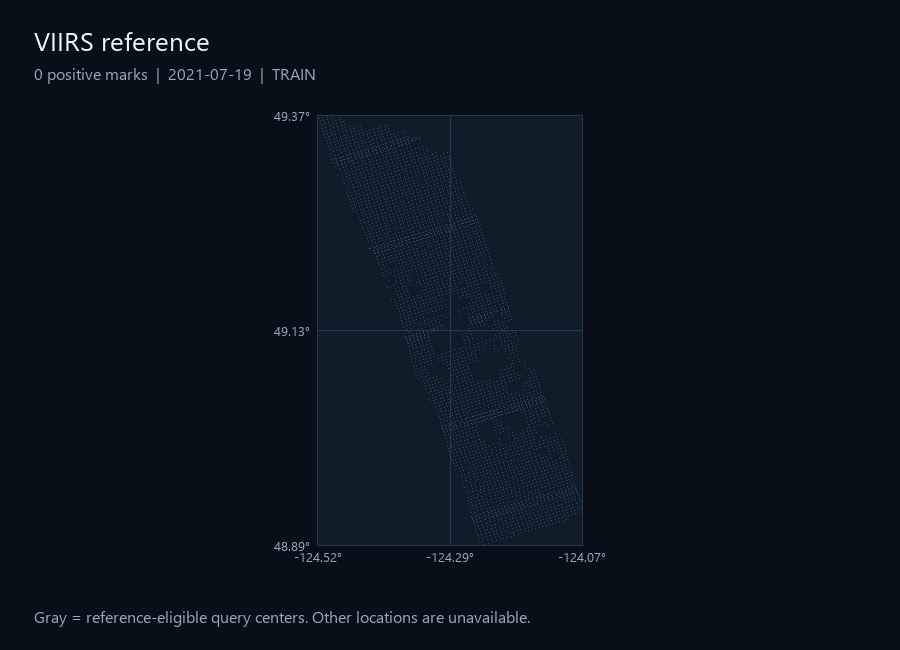 VIIRS reference
0 positive marks | 2021-07-19 | TRAIN
49.37°
49.13°
48.89°
-124.52° -124.29° -124.07°
Gray = reference-eligible query centers. Other locations are unavailable.